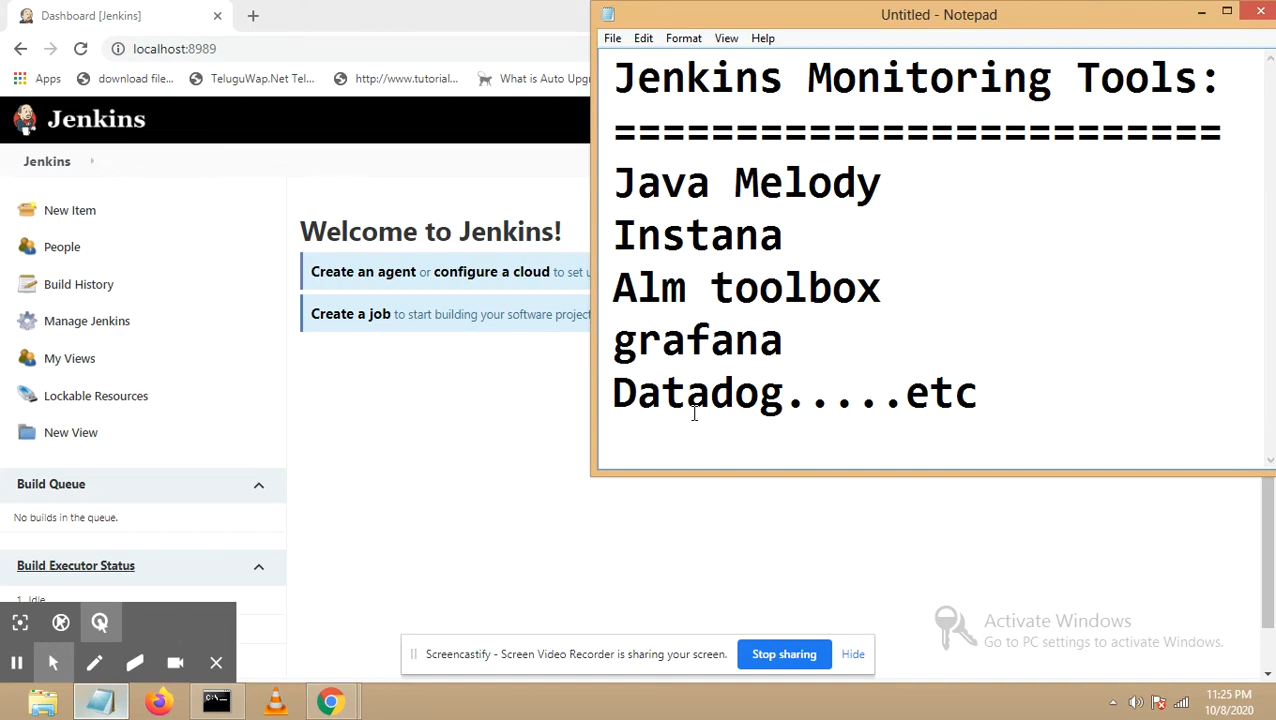 Dashboard [Jenkins]
localhost:8989
Apps
download file...
TeluguWap.Net Tel...
http://www.tutorial...
What is Auto Upg
Jenkins
Jenkins
New Item
People
Build History
Manage Jenkins
My Views
Lockable Resources
New View
Build Queue
No builds in the queue.
Build Executor Status
1 Idle
Welcome to Jenkins!
Create an agent or configure a cloud to set
Create a job to start building your software project
Untitled - Notepad
File Edit Format View Help
Jenkins Monitoring Tools:
=========================
Java Melody
Instana
Alm toolbox
grafana
Datadog.....etc
Activate Windows
Go to PC settings to activate Windows.
Screencastify - Screen Video Recorder is sharing your screen.
Stop sharing
Hide
11:25 PM
10/8/2020